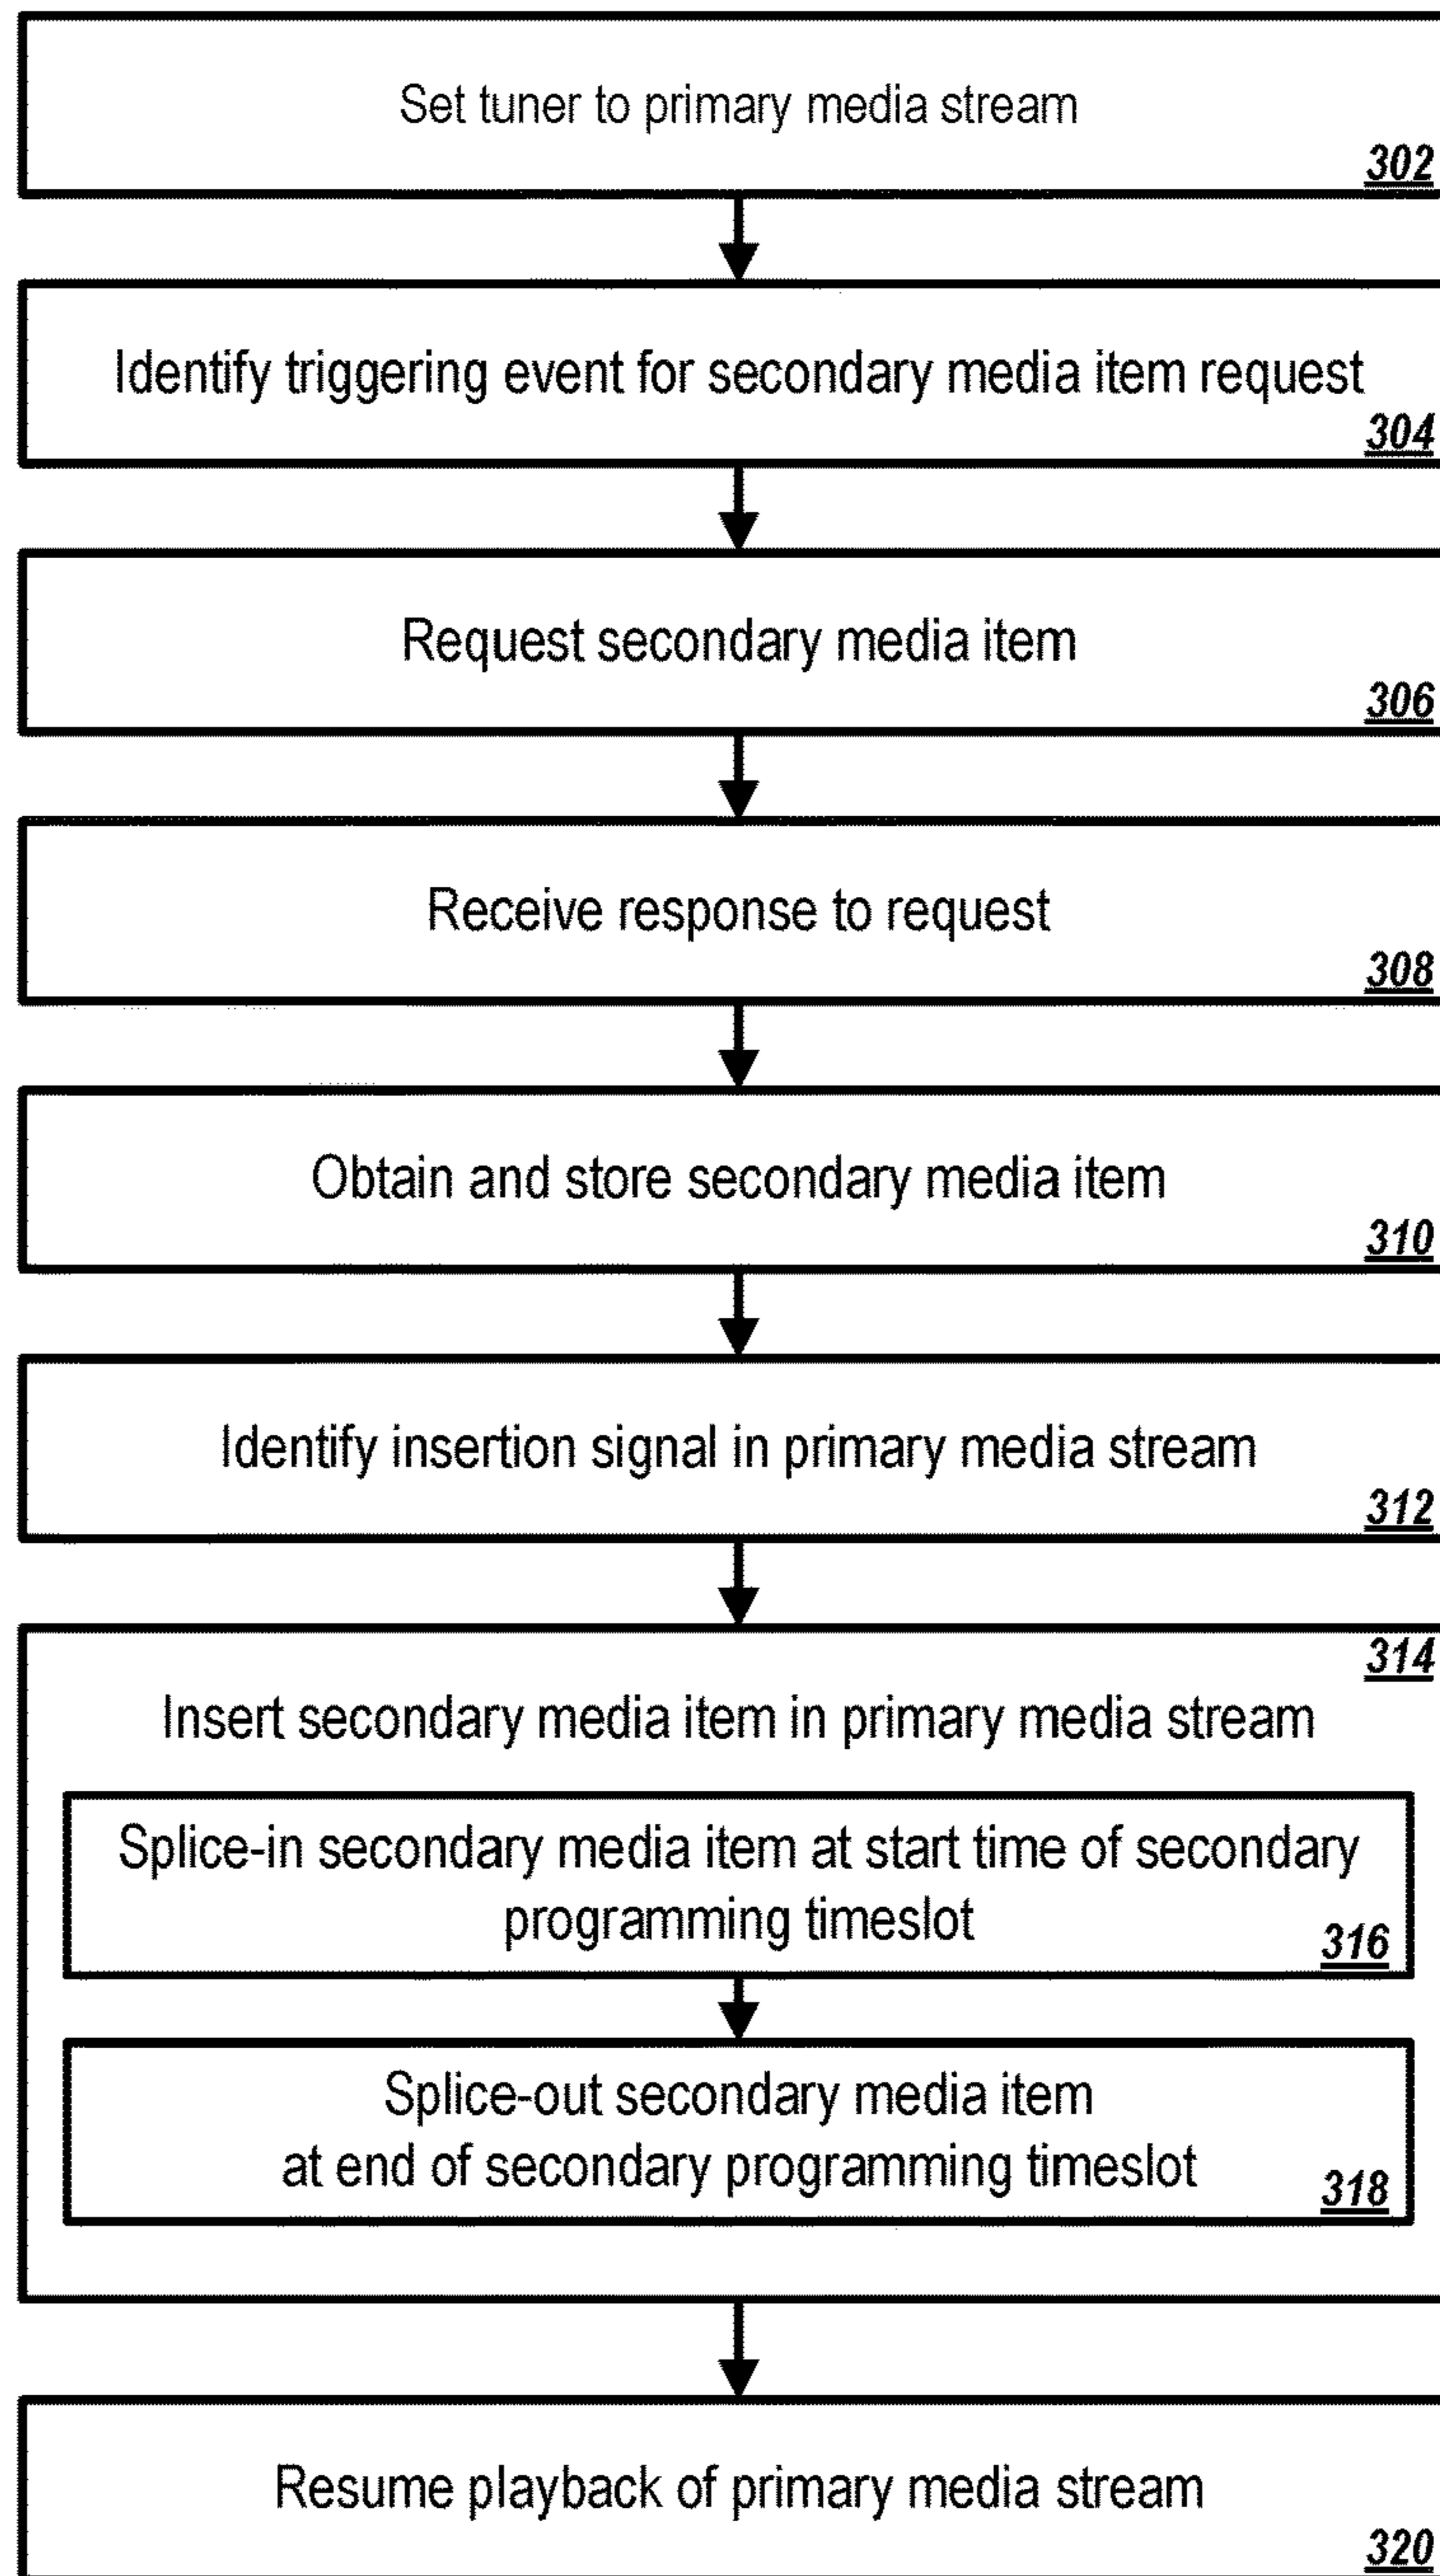 Set tuner to primary media stream
302
Identify triggering event for secondary media item request
304
Request secondary media item
306
Receive response to request
308
Obtain and store secondary media item
310
Identify insertion signal in primary media stream
312
314
Insert secondary media item in primary media stream
Splice-in secondary media item at start time of secondary
programming timeslot
316
Splice-out secondary media item
at end of secondary programming timeslot
318
Resume playback of primary media stream
320